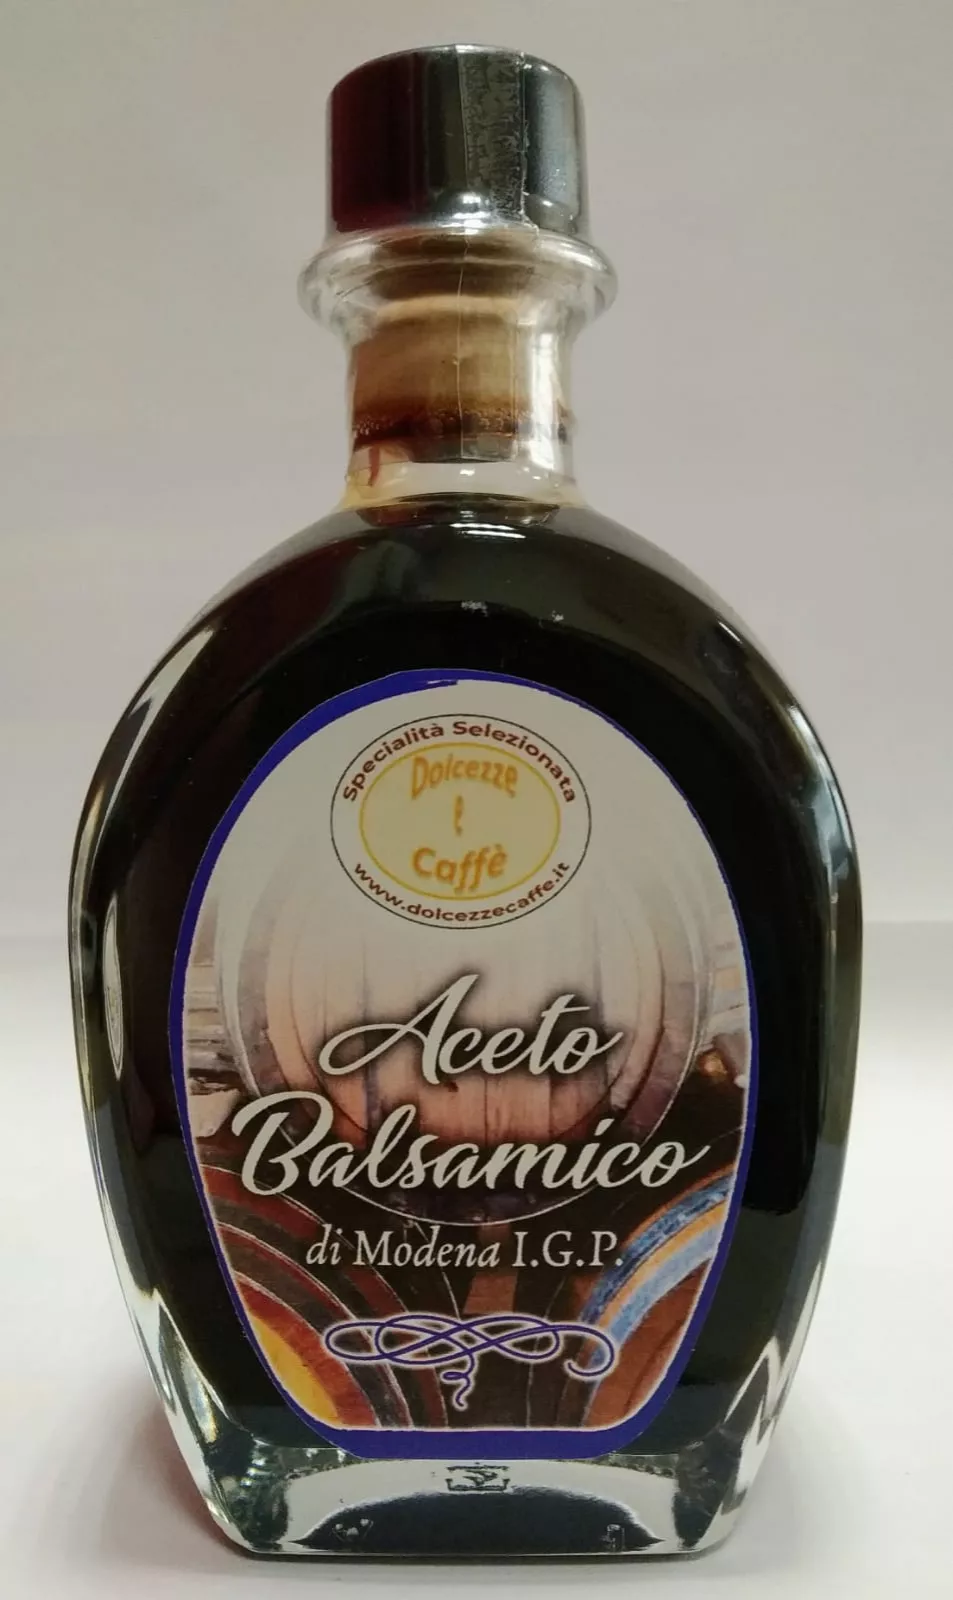 Specialità Selezionata
Dolcezze
e
Caffè
www.dolcezzecaffe.it
Aceto
Balsamico
di Modena I.G.P.